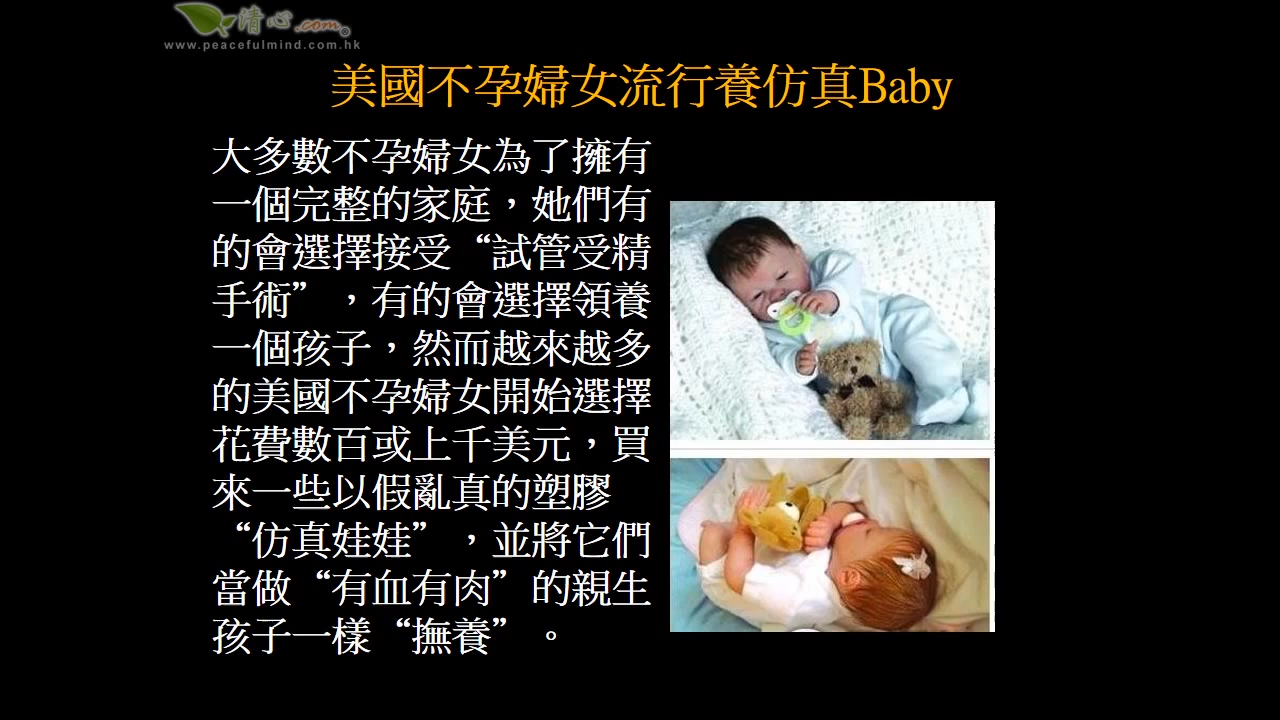 清心.com
www.peacefulmind.com.hk
美國不孕婦女流行養仿真Baby
大多數不孕婦女為了擁有
一個完整的家庭，她們有
的會選擇接受“試管受精
手術”，有的會選擇領養
一個孩子，然而越來越多
的美國不孕婦女開始選擇
花費數百或上千美元，買
來一些以假亂真的塑膠
“仿真娃娃”，並將它們
當做“有血有肉”的親生
孩子一樣“撫養”。